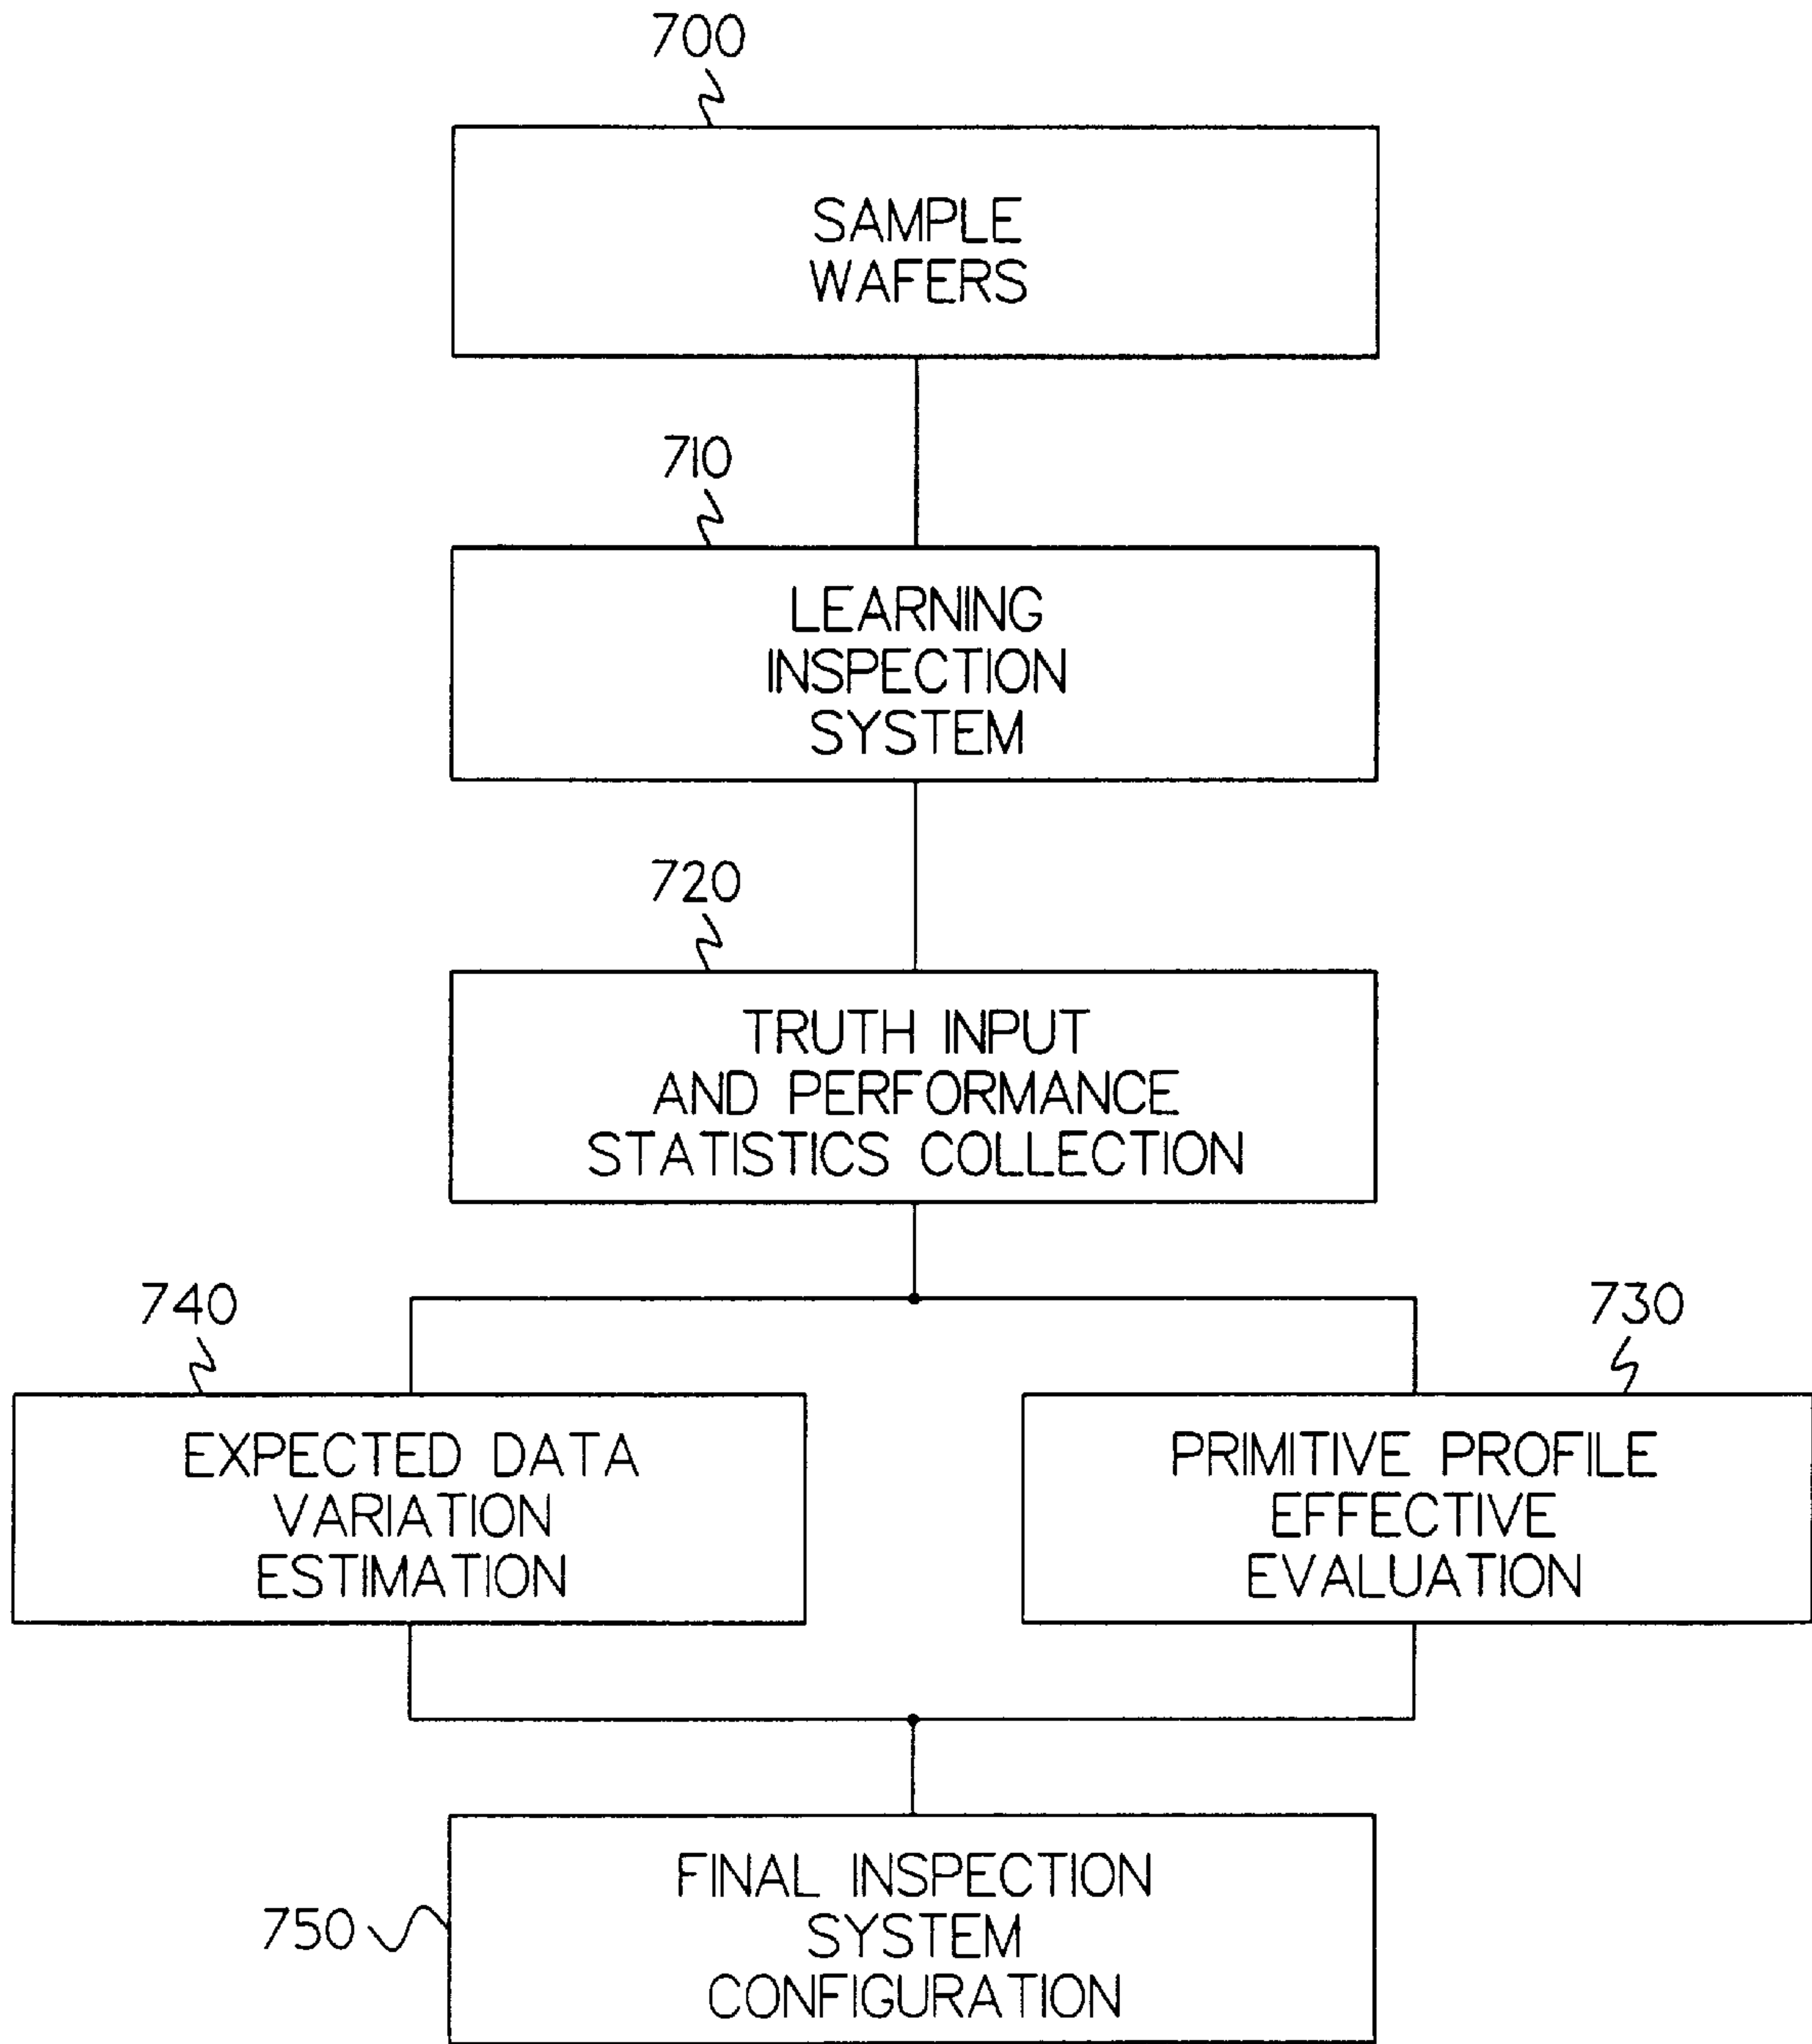 700
SAMPLE
WAFERS
710
LEARNING
INSPECTION
SYSTEM
720
TRUTH INPUT
AND PERFORMANCE
STATISTICS COLLECTION
740
EXPECTED DATA
VARIATION
ESTIMATION
730
PRIMITIVE PROFILE
EFFECTIVE
EVALUATION
750
FINAL INSPECTION
SYSTEM
CONFIGURATION